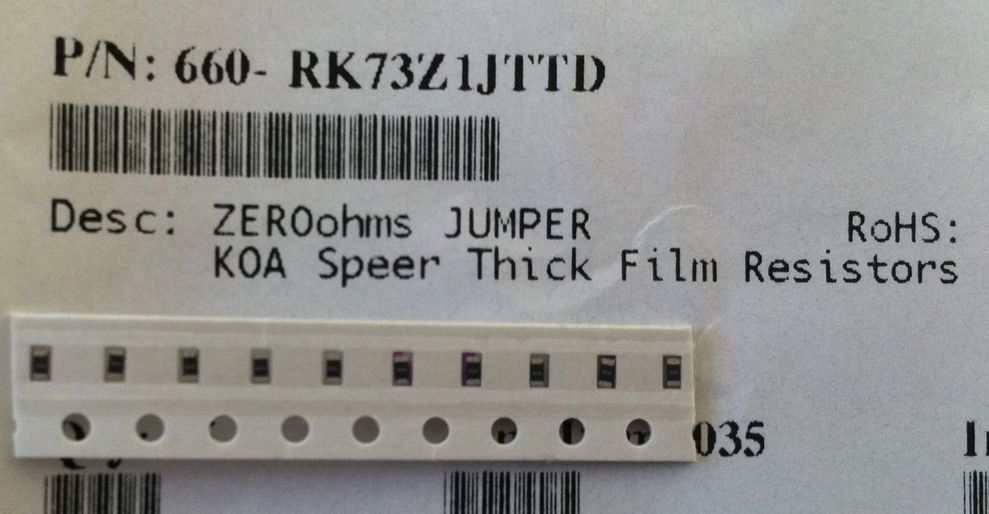 P/N: 660- RK73Z1JTTD
Desc: ZEROohms JUMPER RoHS:
KOA Speer Thick Film Resistors
035